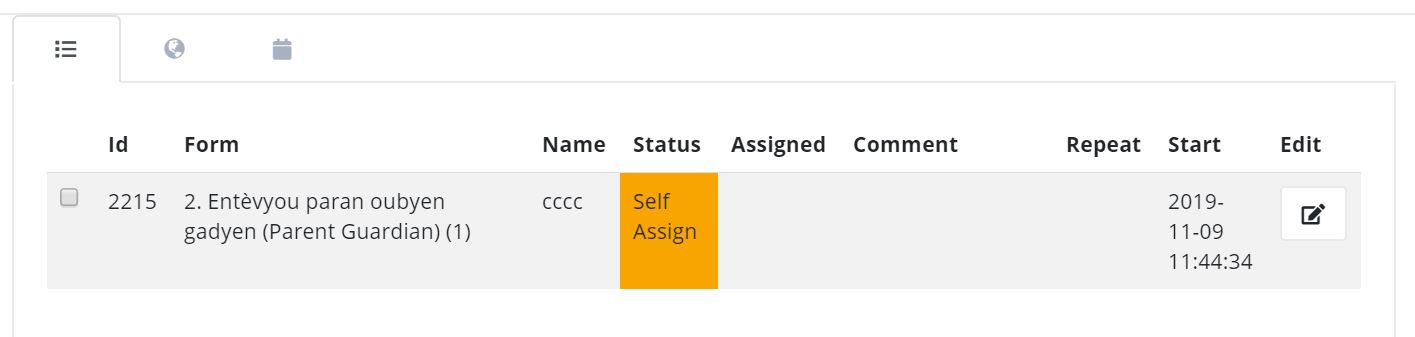 Id Form Name Status Assigned Comment Repeat Start Edit
2215 2. Entèvyou paran oubyen cccc Self 2019-
gadyen (Parent Guardian) (1) Assign 11-09
11:44:34